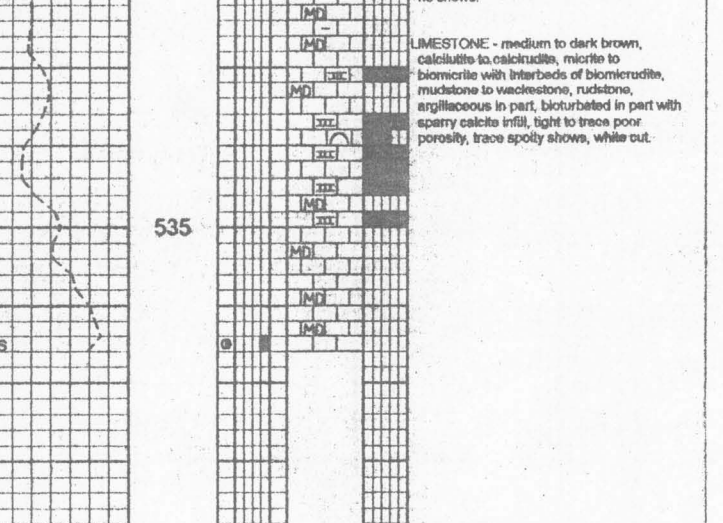 no shows.
MD
MD
LIMESTONE - medium to dark brown,
calcilutite to calcirudite, micrite to
biomicrite with interbeds of biomicrudite,
MD
mudstone to wackestone, rudstone,
argillaceous in part, bioturbated in part with
sparry calcite infill, tight to trace poor
porosity, trace spotty shows, white cut.
MD
535
MD
MD
MD
S